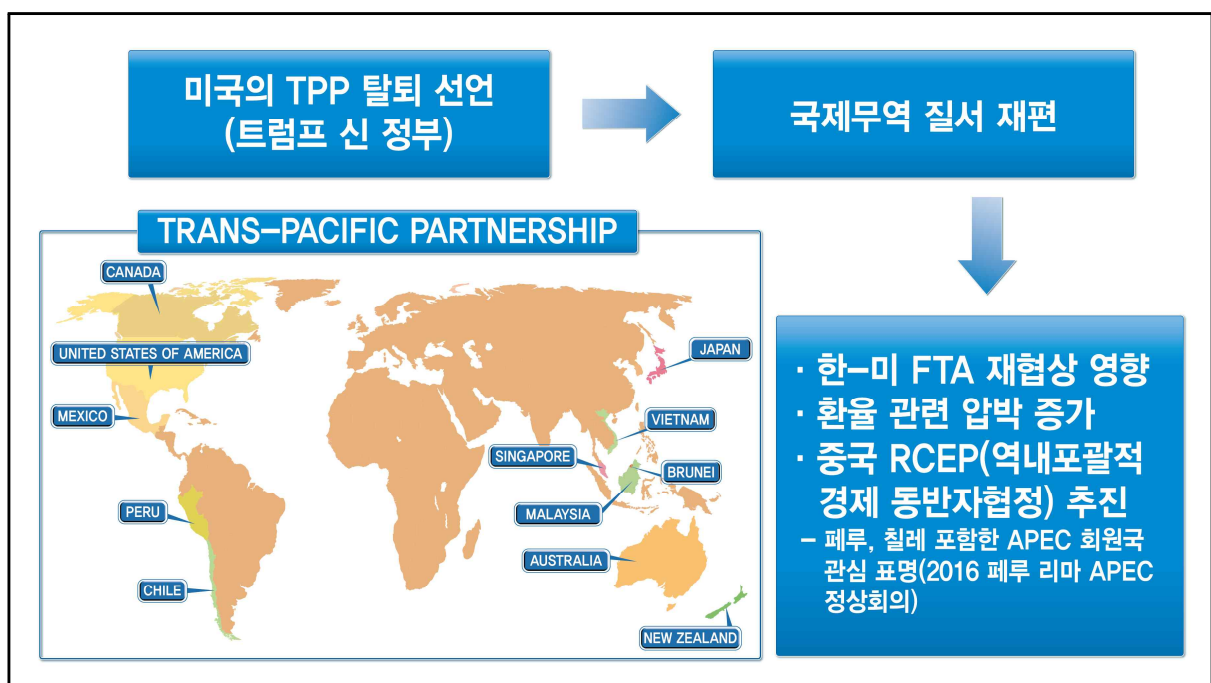 미국의 TPP 탈퇴 선언
(트럼프 신 정부)
국제무역 질서 재편
TRANS-PACIFIC PARTNERSHIP
CANADA
UNITED STATES OF AMERICA
MEXICO
PERU
CHILE
JAPAN
VIETNAM
SINGAPORE
BRUNEI
MALAYSIA
AUSTRALIA
NEW ZEALAND
· 한-미 FTA 재협상 영향
· 환율 관련 압박 증가
· 중국 RCEP(역내포괄적
경제 동반자협정) 추진
- 페루, 칠레 포함한 APEC 회원국
관심 표명(2016 페루 리마 APEC
정상회의)